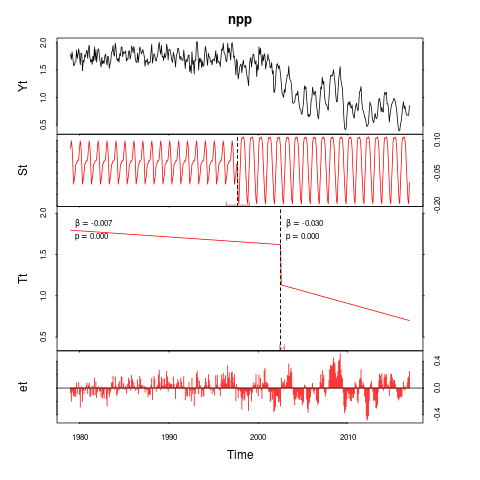 npp
Yt
0.5 1.0 1.5 2.0
St
-0.20 -0.05 0.10
Tt
0.5 1.0 1.5 2.0
β = -0.007
p = 0.000
β = -0.030
p = 0.000
et
-0.4 0.0 0.4
1980 1990 2000 2010
Time